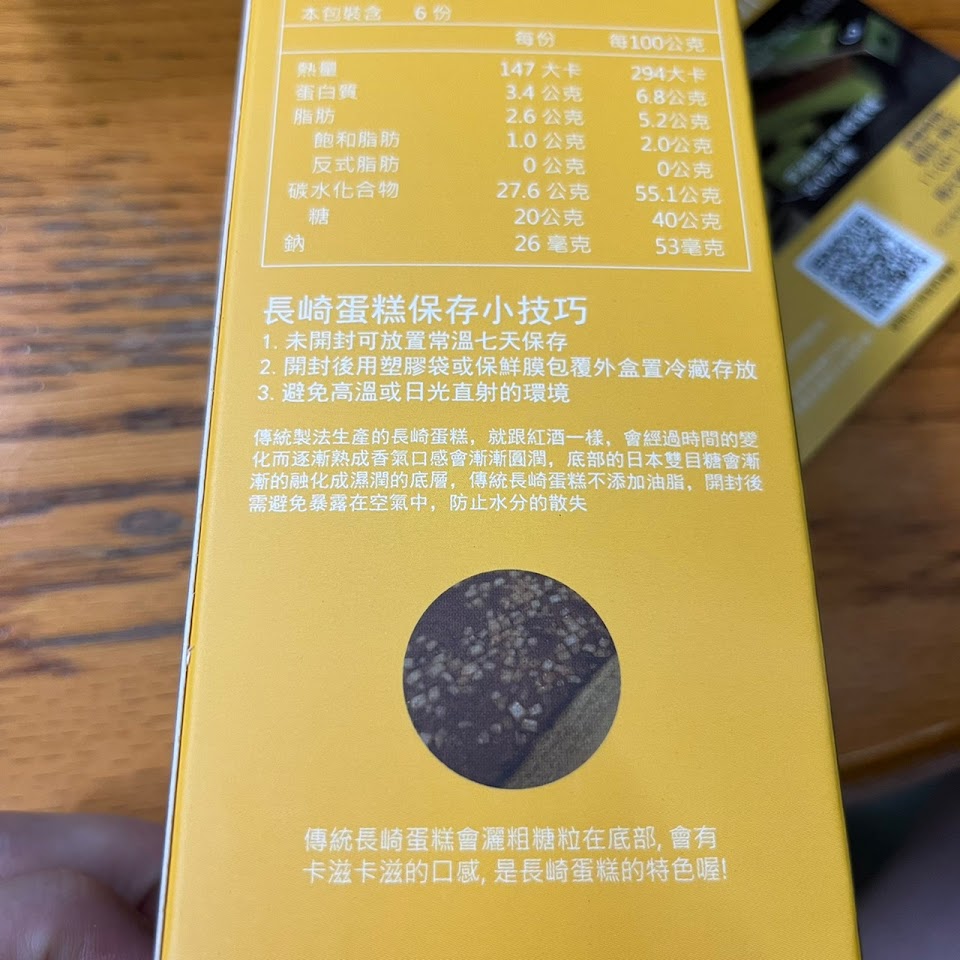 本包裝含 6 份
每份 每100公克
熱量 147 大卡 294大卡
蛋白質 3.4 公克 6.8公克
脂肪 2.6 公克 5.2公克
飽和脂肪 1.0 公克 2.0公克
反式脂肪 0 公克 0公克
碳水化合物 27.6 公克 55.1公克
糖 20公克 40公克
鈉 26 毫克 53毫克
長崎蛋糕保存小技巧
1. 未開封可放置常溫七天保存
2. 開封後用塑膠袋或保鮮膜包覆外盒置冷藏存放
3. 避免高溫或日光直射的環境
傳統製法生產的長崎蛋糕，就跟紅酒一樣，會經過時間的變
化而逐漸熟成香氣口感會漸漸圓潤，底部的日本雙目糖會漸
漸的融化成濕潤的底層，傳統長崎蛋糕不添加油脂，開封後
需避免暴露在空氣中，防止水分的散失
傳統長崎蛋糕會灑粗糖粒在底部, 會有
卡滋卡滋的口感, 是長崎蛋糕的特色喔!